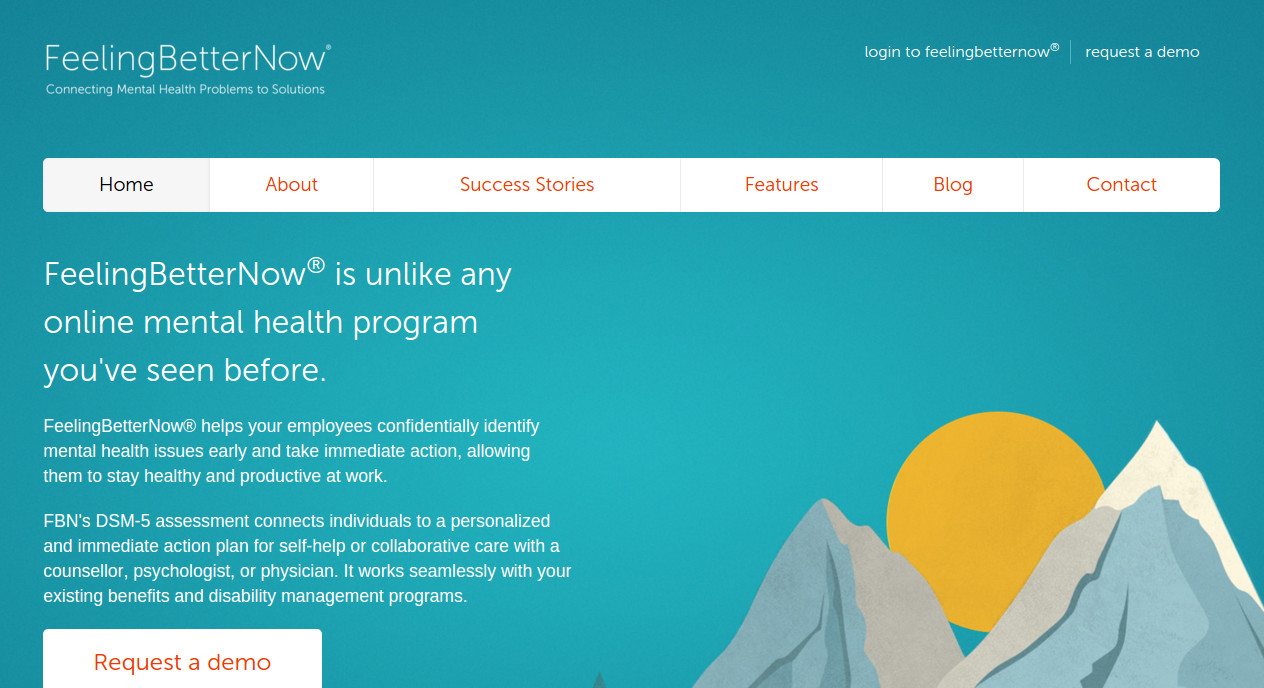 FeelingBetterNow®
Connecting Mental Health Problems to Solutions
login to feelingbetternow®
request a demo
Home
About
Success Stories
Features
Blog
Contact
FeelingBetterNow® is unlike any
online mental health program
you've seen before.
FeelingBetterNow® helps your employees confidentially identify
mental health issues early and take immediate action, allowing
them to stay healthy and productive at work.
FBN's DSM-5 assessment connects individuals to a personalized
and immediate action plan for self-help or collaborative care with a
counsellor, psychologist, or physician. It works seamlessly with your
existing benefits and disability management programs.
Request a demo